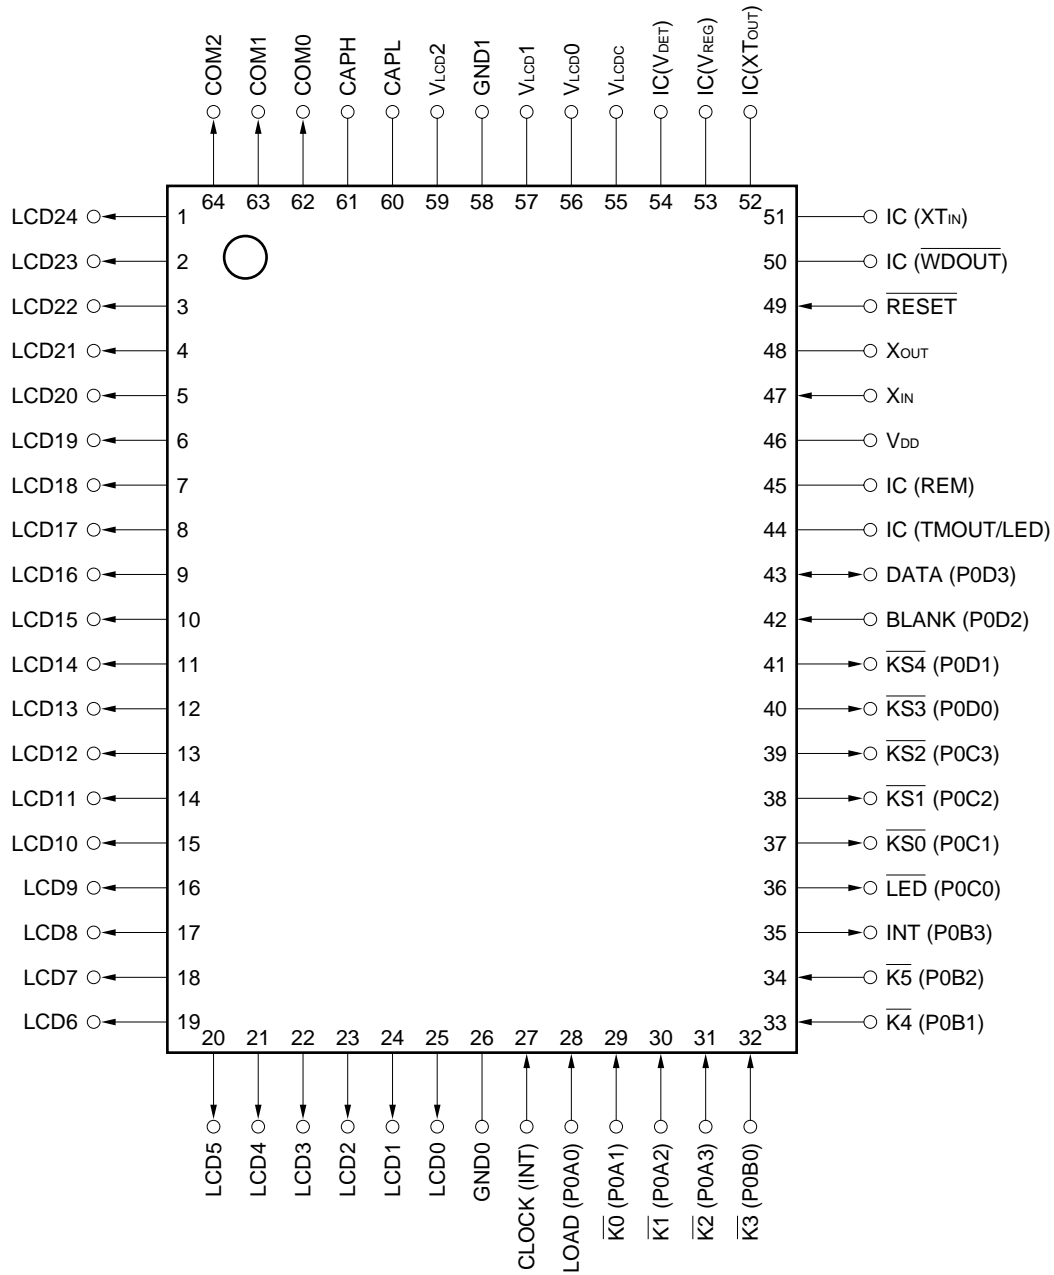 COM2
COM1
COM0
CAPH
CAPL
VLCD2
GND1
VLCD1
VLCD0
VLCDC
IC(VDET)
IC(VREG)
IC(XTOUT)
64 63 62 61 60 59 58 57 56 55 54 53 52
LCD24 1
LCD23 2
LCD22 3
LCD21 4
LCD20 5
LCD19 6
LCD18 7
LCD17 8
LCD16 9
LCD15 10
LCD14 11
LCD13 12
LCD12 13
LCD11 14
LCD10 15
LCD9 16
LCD8 17
LCD7 18
LCD6 19
51 IC (XTIN)
50 IC (WDOUT)
49 RESET
48 XOUT
47 XIN
46 VDD
45 IC (REM)
44 IC (TMOUT/LED)
43 DATA (P0D3)
42 BLANK (P0D2)
41 KS4 (P0D1)
40 KS3 (P0D0)
39 KS2 (P0C3)
38 KS1 (P0C2)
37 KS0 (P0C1)
36 LED (P0C0)
35 INT (P0B3)
34 K5 (P0B2)
33 K4 (P0B1)
20 21 22 23 24 25 26 27 28 29 30 31 32
LCD5
LCD4
LCD3
LCD2
LCD1
LCD0
GND0
CLOCK (INT)
LOAD (P0A0)
K0 (P0A1)
K1 (P0A2)
K2 (P0A3)
K3 (P0B0)